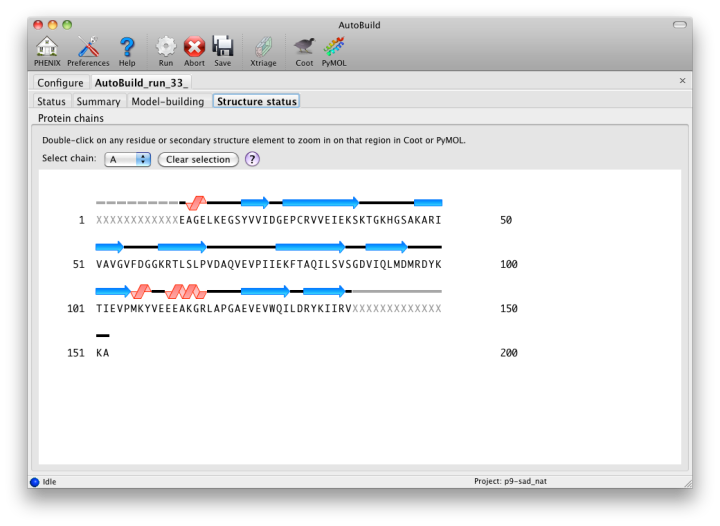 AutoBuild
PHENIX Preferences Help Run Abort Save Xtriage Coot PyMOL
Configure AutoBuild_run_33_ ×
Status Summary Model-building Structure status
Protein chains
Double-click on any residue or secondary structure element to zoom in on that region in Coot or PyMOL.
Select chain: A Clear selection ?
1 XXXXXXXXXXXXEAGELKEGSYVVIDGEPCRVVEIEKSKTGKHGSAKARI 50
51 VAVGVFDGGKRTLSLPVDAQVEVPIIEKFTAQILSVSGDVIQLMDMRDYK 100
101 TIEVPMKYVEEEAKGRLAPGAEVEVWQILDRYKIIRVXXXXXXXXXXXXX 150
151 KA 200
Idle Project: p9-sad_nat